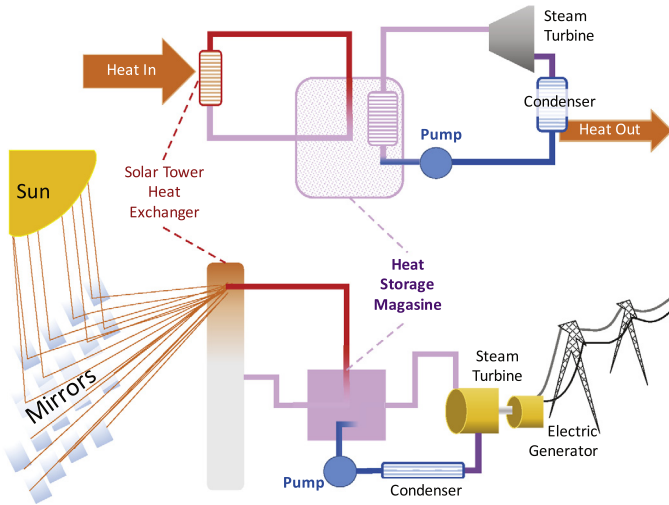 Steam
Turbine
Heat In
Condenser
Pump
Heat Out
Solar Tower
Heat
Exchanger
Sun
Heat
Storage
Magasine
Mirrors
Steam
Turbine
Electric
Generator
Pump
Condenser